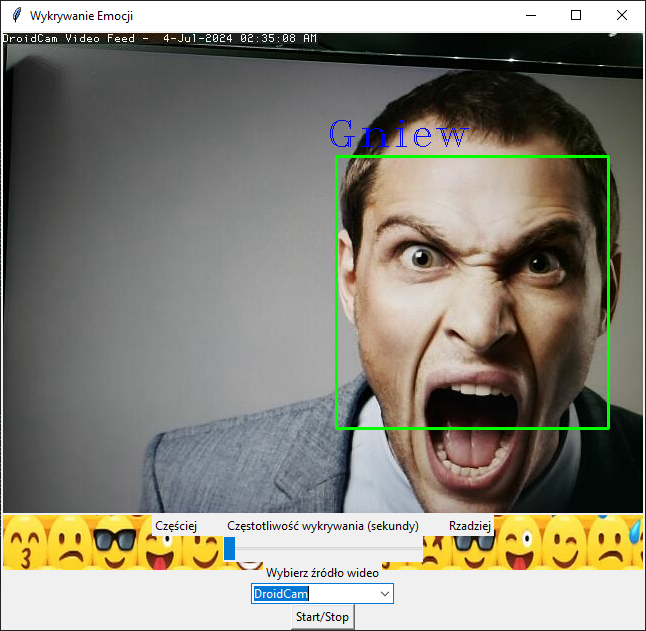 Wykrywanie Emocji
DroidCam Video Feed - 4-Jul-2024 02:35:08 AM
Gniew
Częściej Częstotliwość wykrywania (sekundy) Rzadziej
Wybierz źródło wideo
DroidCam
Start/Stop